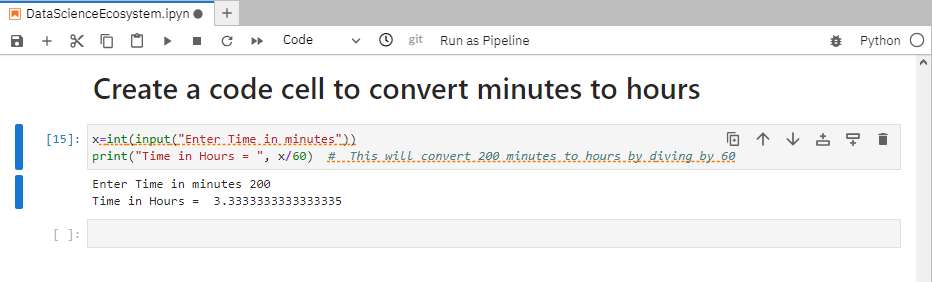 DataScienceEcosystem.ipyn
Code git Run as Pipeline Python
Create a code cell to convert minutes to hours
[15]: x=int(input("Enter Time in minutes"))
print("Time in Hours = ", x/60)  #  This will convert 200 minutes to hours by diving by 60
Enter Time in minutes 200
Time in Hours =  3.3333333333333335
[ ]: